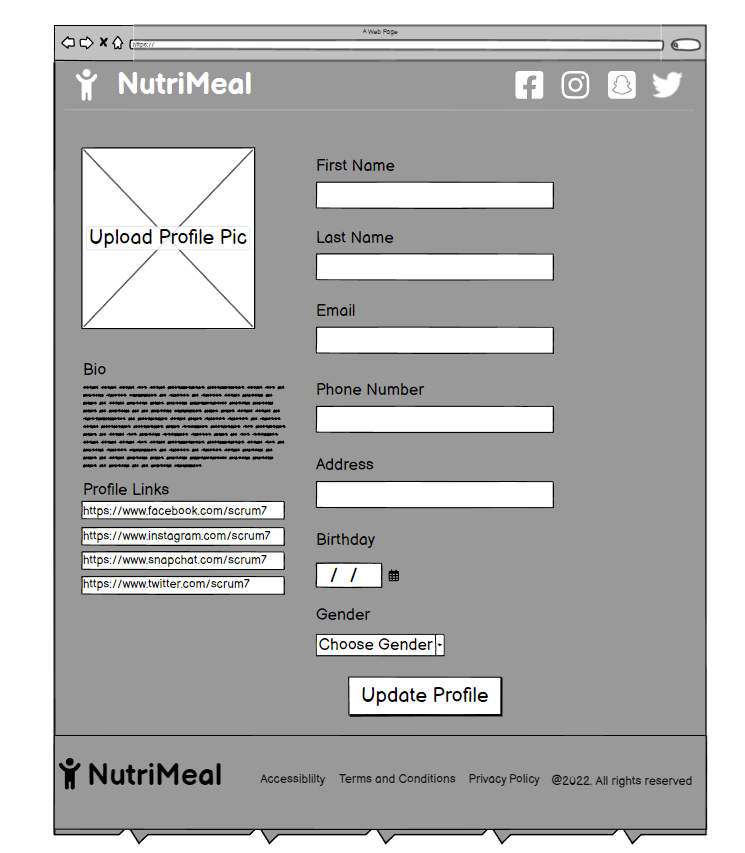 A Web Page
https://
NutriMeal
Upload Profile Pic
First Name
Last Name
Email
Phone Number
Address
Birthday
/ /
Gender
Choose Gender
Update Profile
Bio
Profile Links
https://www.facebook.com/scrum7
https://www.instagram.com/scrum7
https://www.snapchat.com/scrum7
https://www.twitter.com/scrum7
NutriMeal
Accessiblilty Terms and Conditions Privacy Policy @2022. All rights reserved